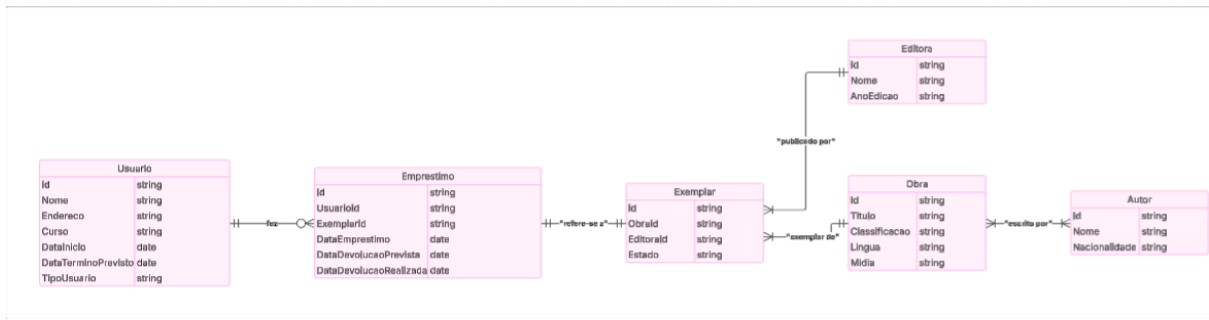 Editora
Id string
Nome string
AnoEdicao string
"publicado por"
Usuario
Id string
Nome string
Endereco string
Curso string
DataInicio date
DataTerminoPrevisto date
TipoUsuario string
fez
Emprestimo
Id string
UsuarioId string
ExemplarId string
DataEmprestimo date
DataDevolucaoPrevista date
DataDevolucaoRealizada date
"refere-se a"
Exemplar
Id string
ObraId string
EditoraId string
Estado string
"exemplar de"
Obra
Id string
Titulo string
Classificacao string
Lingua string
Midia string
"escrito por"
Autor
Id string
Nome string
Nacionalidade string